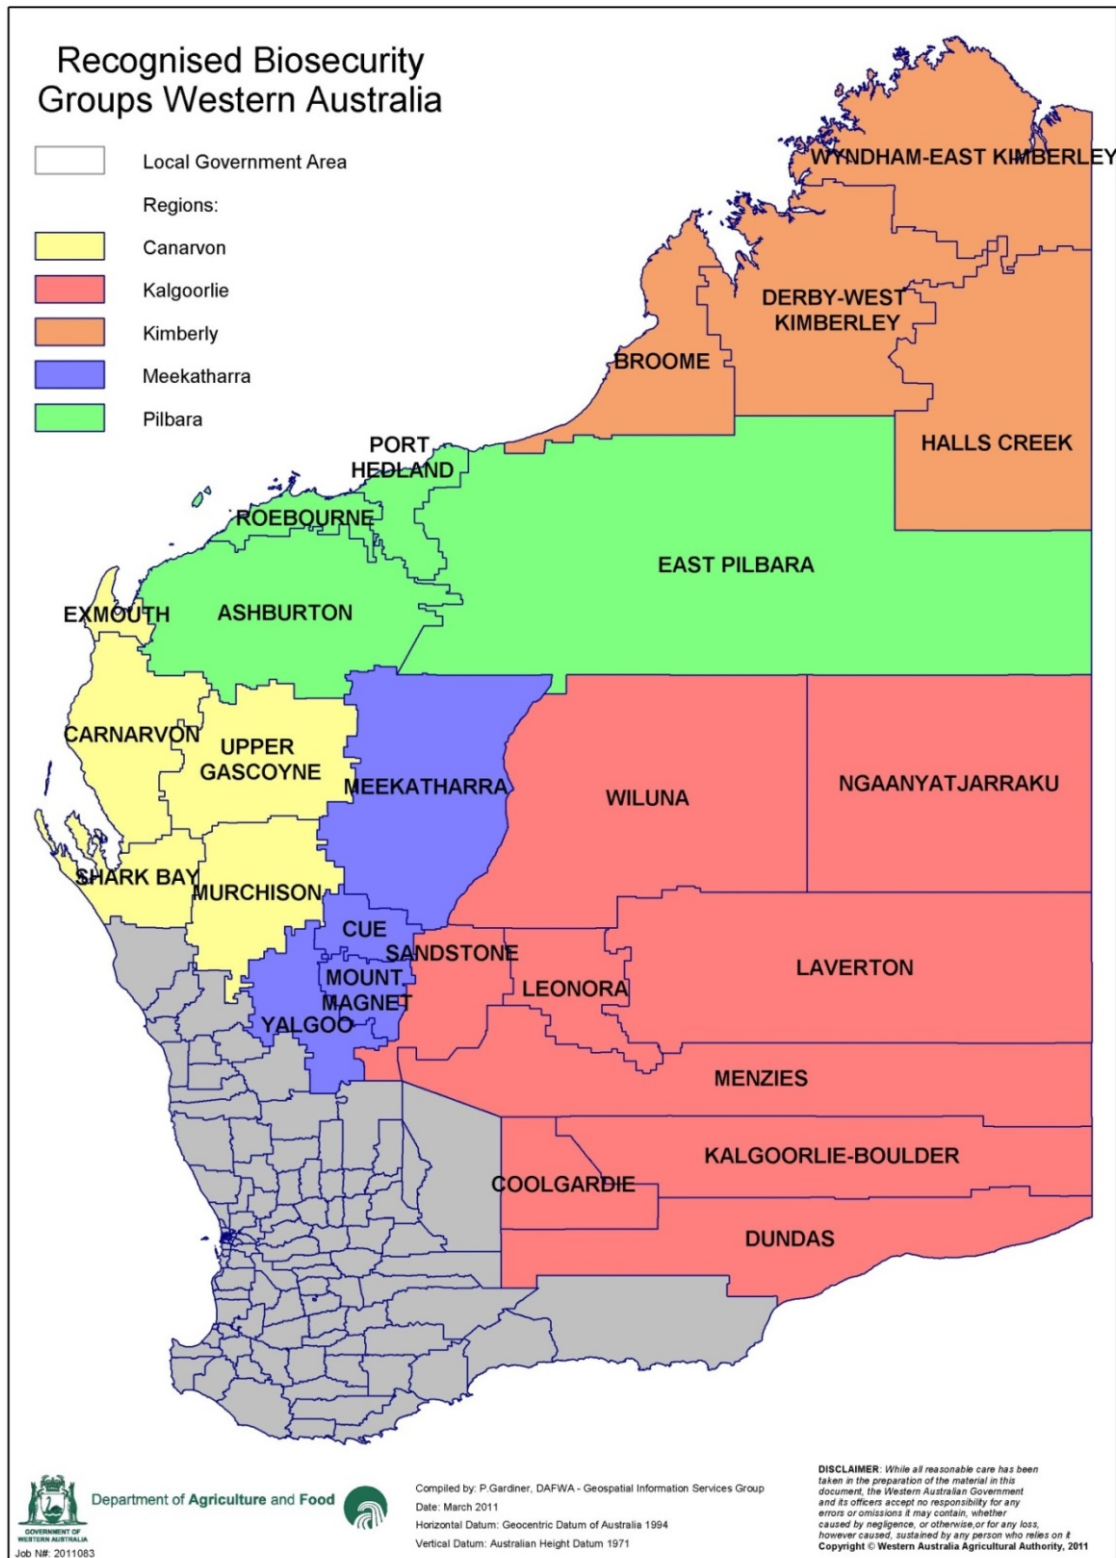 Recognised Biosecurity
Groups Western Australia
Local Government Area
Regions:
Canarvon
Kalgoorlie
Kimberly
Meekatharra
Pilbara
WYNDHAM-EAST KIMBERLEY
DERBY-WEST
KIMBERLEY
BROOME
HALLS CREEK
PORT
HEDLAND
ROEBOURNE
EAST PILBARA
EXMOUTH
ASHBURTON
CARNARVON
UPPER
GASCOYNE
MEEKATHARRA
WILUNA
NGAANYATJARRAKU
SHARK BAY
MURCHISON
CUE
SANDSTONE
MOUNT
MAGNET
LEONORA
LAVERTON
YALGOO
MENZIES
KALGOORLIE-BOULDER
COOLGARDIE
DUNDAS
GOVERNMENT OF
WESTERN AUSTRALIA
Job N#: 2011083
Department of Agriculture and Food
Compiled by: P.Gardiner, DAFWA - Geospatial Information Services Group
Date: March 2011
Horizontal Datum: Geocentric Datum of Australia 1994
Vertical Datum: Australian Height Datum 1971
DISCLAIMER: While all reasonable care has been
taken in the preparation of the material in this
document, the Western Australian Government
and its officers accept no responsibility for any
errors or omissions it may contain, whether
caused by negligence, or otherwise,or for any loss,
however caused, sustained by any person who relies on it
Copyright © Western Australia Agricultural Authority, 2011